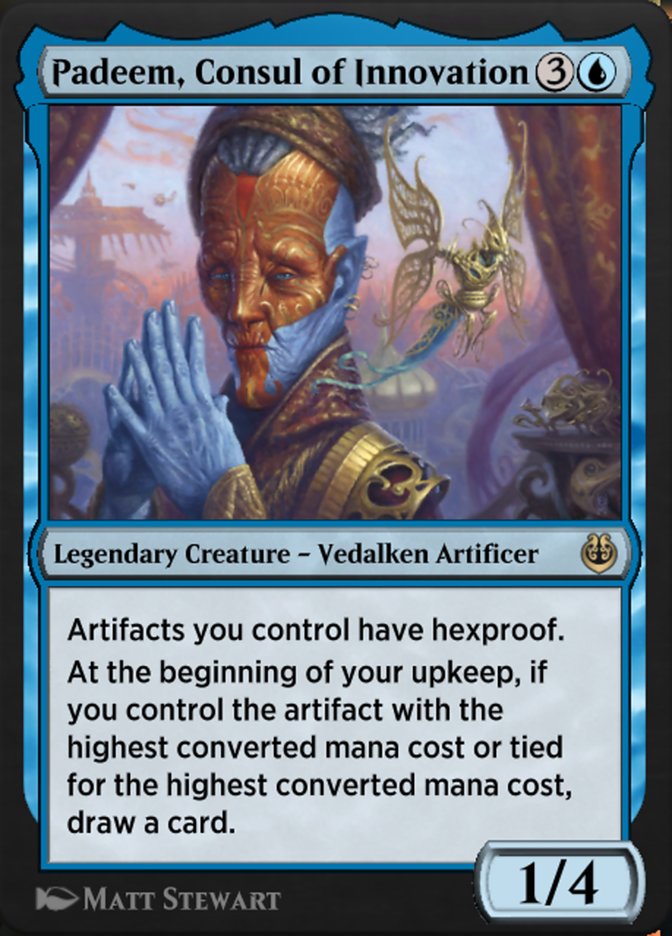 Padeem, Consul of Innovation 3
Legendary Creature – Vedalken Artificer
Artifacts you control have hexproof.
At the beginning of your upkeep, if
you control the artifact with the
highest converted mana cost or tied
for the highest converted mana cost,
draw a card.
1/4
Matt Stewart